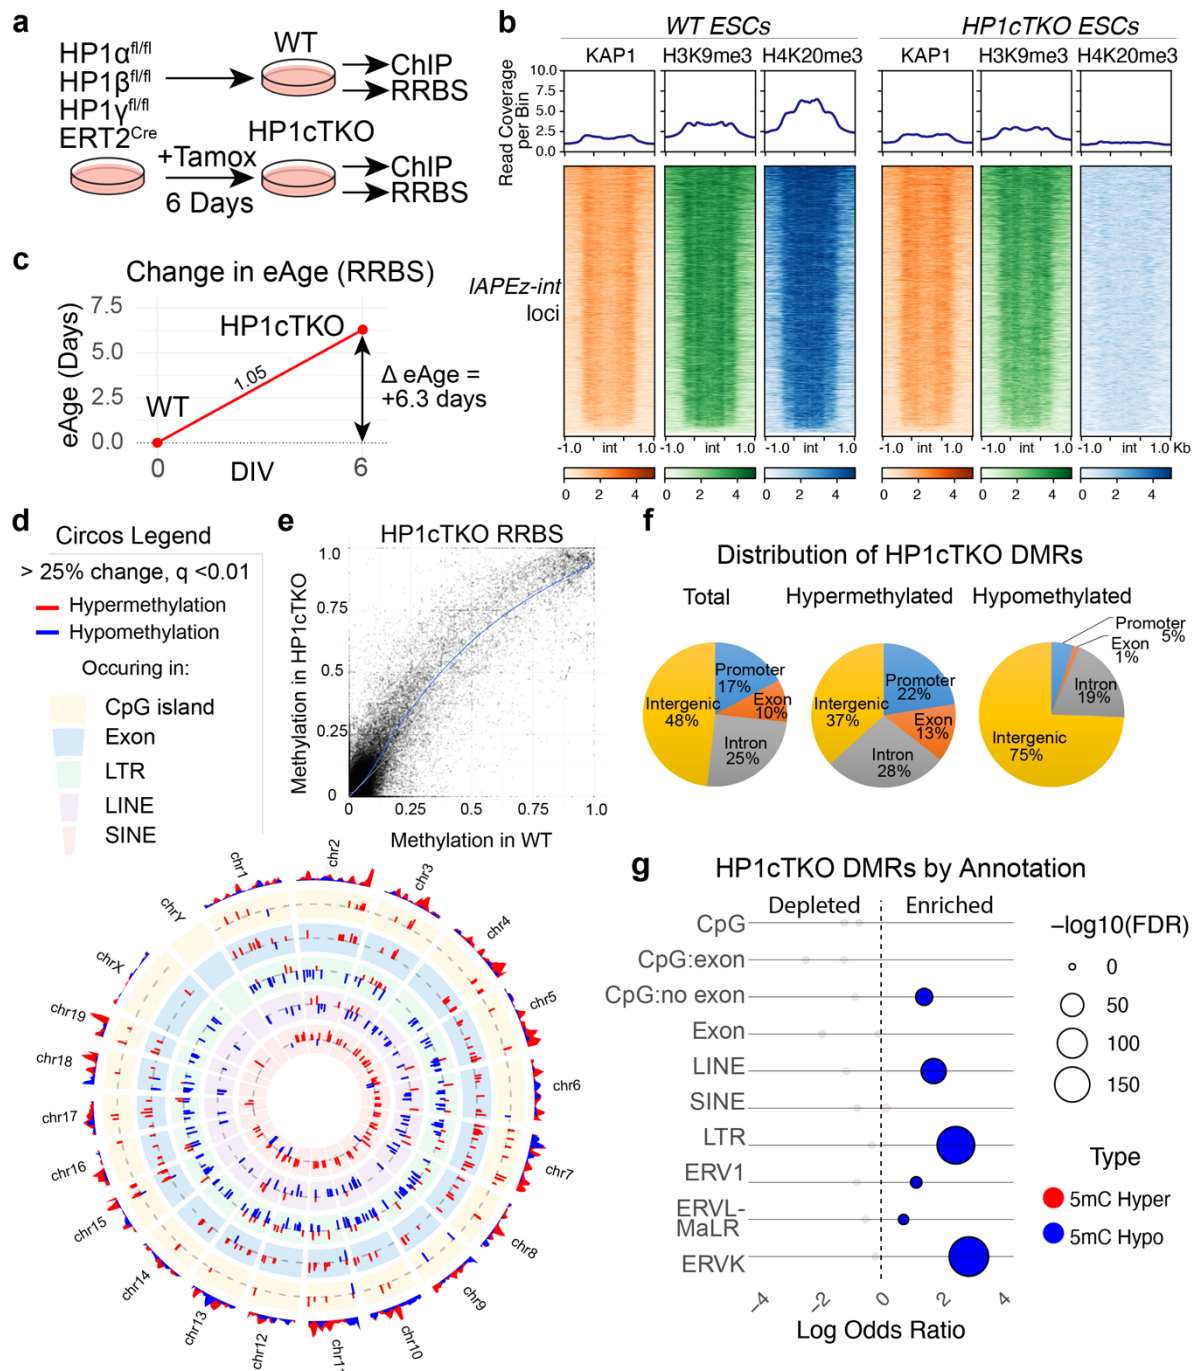 a
HP1α fl/fl
HP1β fl/fl
HP1γ fl/fl
ERT2 Cre
WT
ChIP
RRBS
HP1cTKO
+Tamox
6 Days
ChIP
RRBS
b
WT ESCs
HP1cTKO ESCs
KAP1
H3K9me3
H4K20me3
KAP1
H3K9me3
H4K20me3
Read Coverage
per Bin
10.0
7.5
5.0
2.5
0.0
IAPEz-int
loci
-1.0 int 1.0
-1.0 int 1.0
-1.0 int 1.0
-1.0 int 1.0
-1.0 int 1.0
-1.0 int 1.0 Kb
0 2 4
0 2 4
0 2 4
0 2 4
0 2 4
0 2 4
c
Change in eAge (RRBS)
eAge (Days)
7.5
5.0
2.5
0.0
WT
HP1cTKO
1.05
Δ eAge =
+6.3 days
0
DIV
6
d
Circos Legend
> 25% change, q <0.01
Hypermethylation
Hypomethylation
Occuring in:
CpG island
Exon
LTR
LINE
SINE
chr1
chr2
chr3
chr4
chr5
chr6
chr7
chr8
chr9
chr10
chr11
chr12
chr13
chr14
chr15
chr16
chr17
chr18
chr19
chrX
chrY
e
HP1cTKO RRBS
Methylation in HP1cTKO
1.0
0.75
0.5
0.25
0
0 0.25 0.5 0.75 1.0
Methylation in WT
f
Distribution of HP1cTKO DMRs
Total
Promoter
17%
Exon
10%
Intron
25%
Intergenic
48%
Hypermethylated
Promoter
22%
Exon
13%
Intron
28%
Intergenic
37%
Hypomethylated
Promoter
5%
Exon
1%
Intron
19%
Intergenic
75%
g
HP1cTKO DMRs by Annotation
Depleted
Enriched
CpG
CpG:exon
CpG:no exon
Exon
LINE
SINE
LTR
ERV1
ERVL-
MaLR
ERVK
-4 -2 0 2 4
Log Odds Ratio
−log10(FDR)
0
50
100
150
Type
5mC Hyper
5mC Hypo